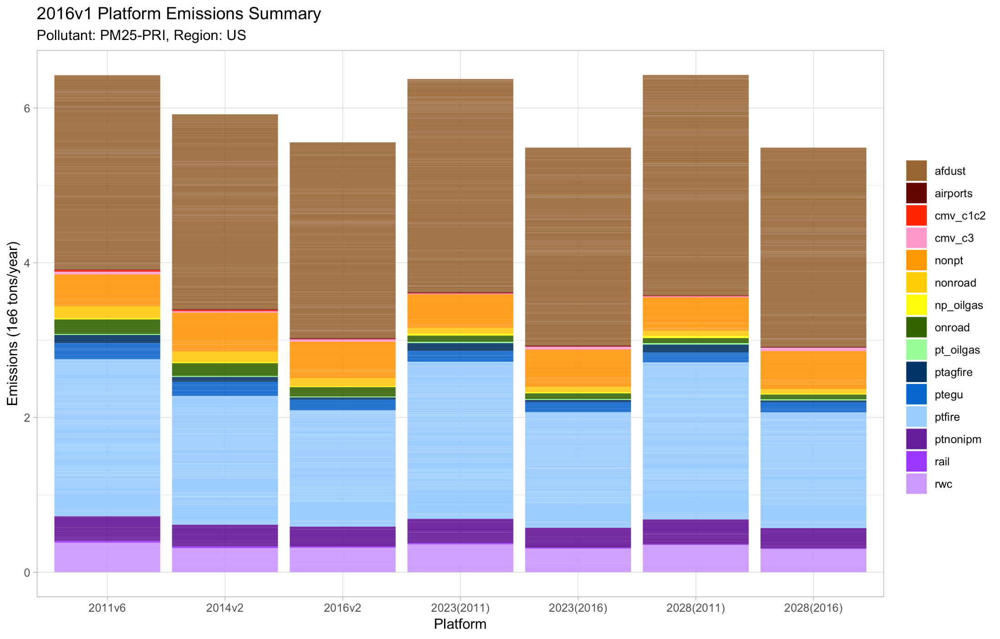 2016v1 Platform Emissions Summary
Pollutant: PM25-PRI, Region: US
Emissions (1e6 tons/year)
6
4
2
0
2011v6 2014v2 2016v2 2023(2011) 2023(2016) 2028(2011) 2028(2016)
Platform
afdust
airports
cmv_c1c2
cmv_c3
nonpt
nonroad
np_oilgas
onroad
pt_oilgas
ptagfire
ptegu
ptfire
ptnonipm
rail
rwc